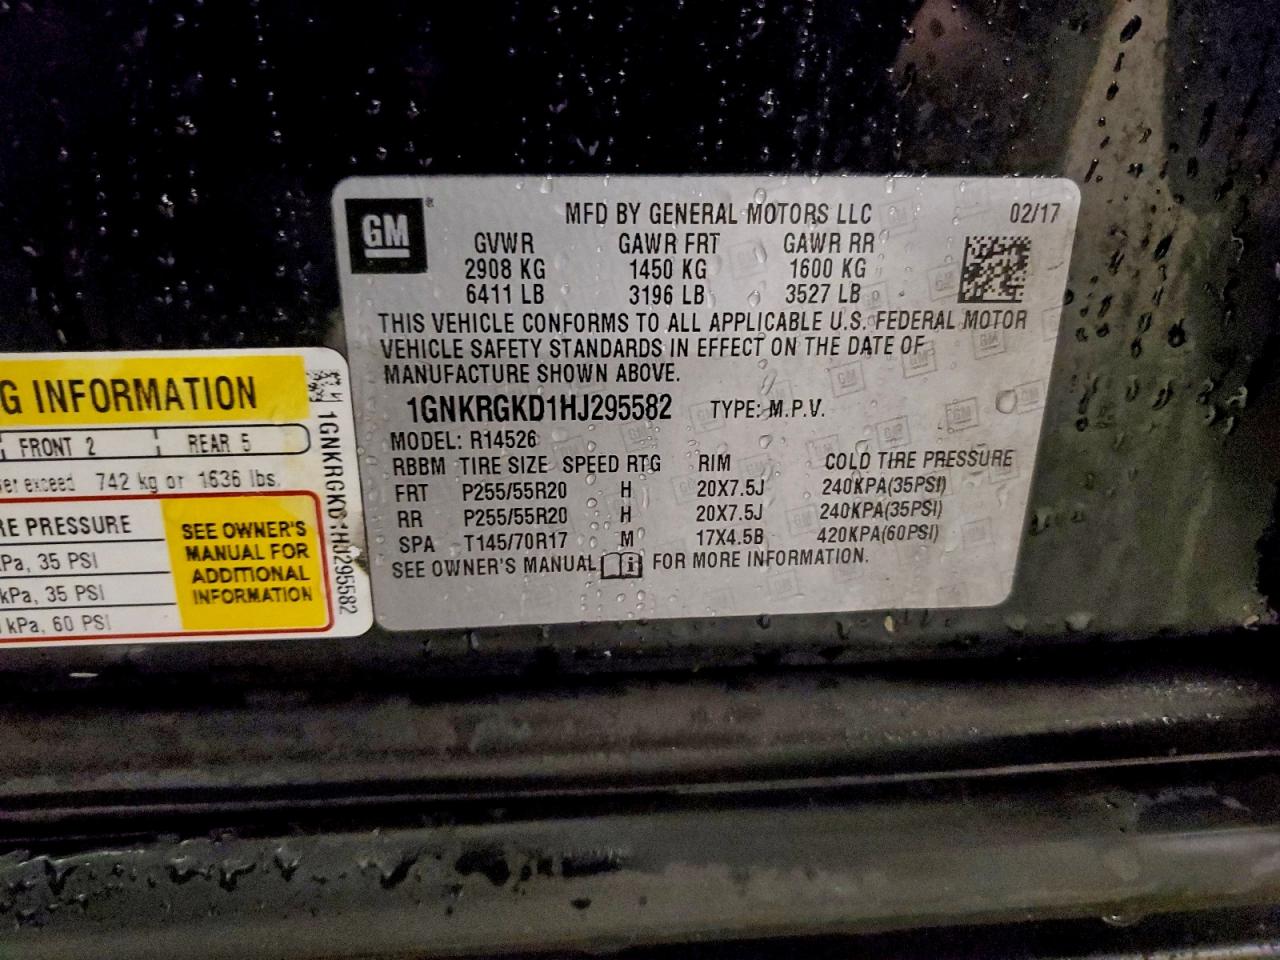 GM
MFD BY GENERAL MOTORS LLC 02/17
GVWR GAWR FRT GAWR RR
2908 KG 1450 KG 1600 KG
6411 LB 3196 LB 3527 LB
THIS VEHICLE CONFORMS TO ALL APPLICABLE U.S. FEDERAL MOTOR
VEHICLE SAFETY STANDARDS IN EFFECT ON THE DATE OF
MANUFACTURE SHOWN ABOVE.
1GNKRGKD1HJ295582 TYPE: M.P.V.
MODEL: R14526
RBBM TIRE SIZE SPEED RTG RIM COLD TIRE PRESSURE
FRT P255/55R20 H 20X7.5J 240KPA(35PSI)
RR P255/55R20 H 20X7.5J 240KPA(35PSI)
SPA T145/70R17 M 17X4.5B 420KPA(60PSI)
SEE OWNER'S MANUAL FOR MORE INFORMATION.
G INFORMATION
FRONT 2 REAR 5
exceed 742 kg or 1636 lbs.
RE PRESSURE
kPa, 35 PSI
kPa, 35 PSI
kPa, 60 PSI
SEE OWNER'S
MANUAL FOR
ADDITIONAL
INFORMATION
1GNKRGKD1HJ295582